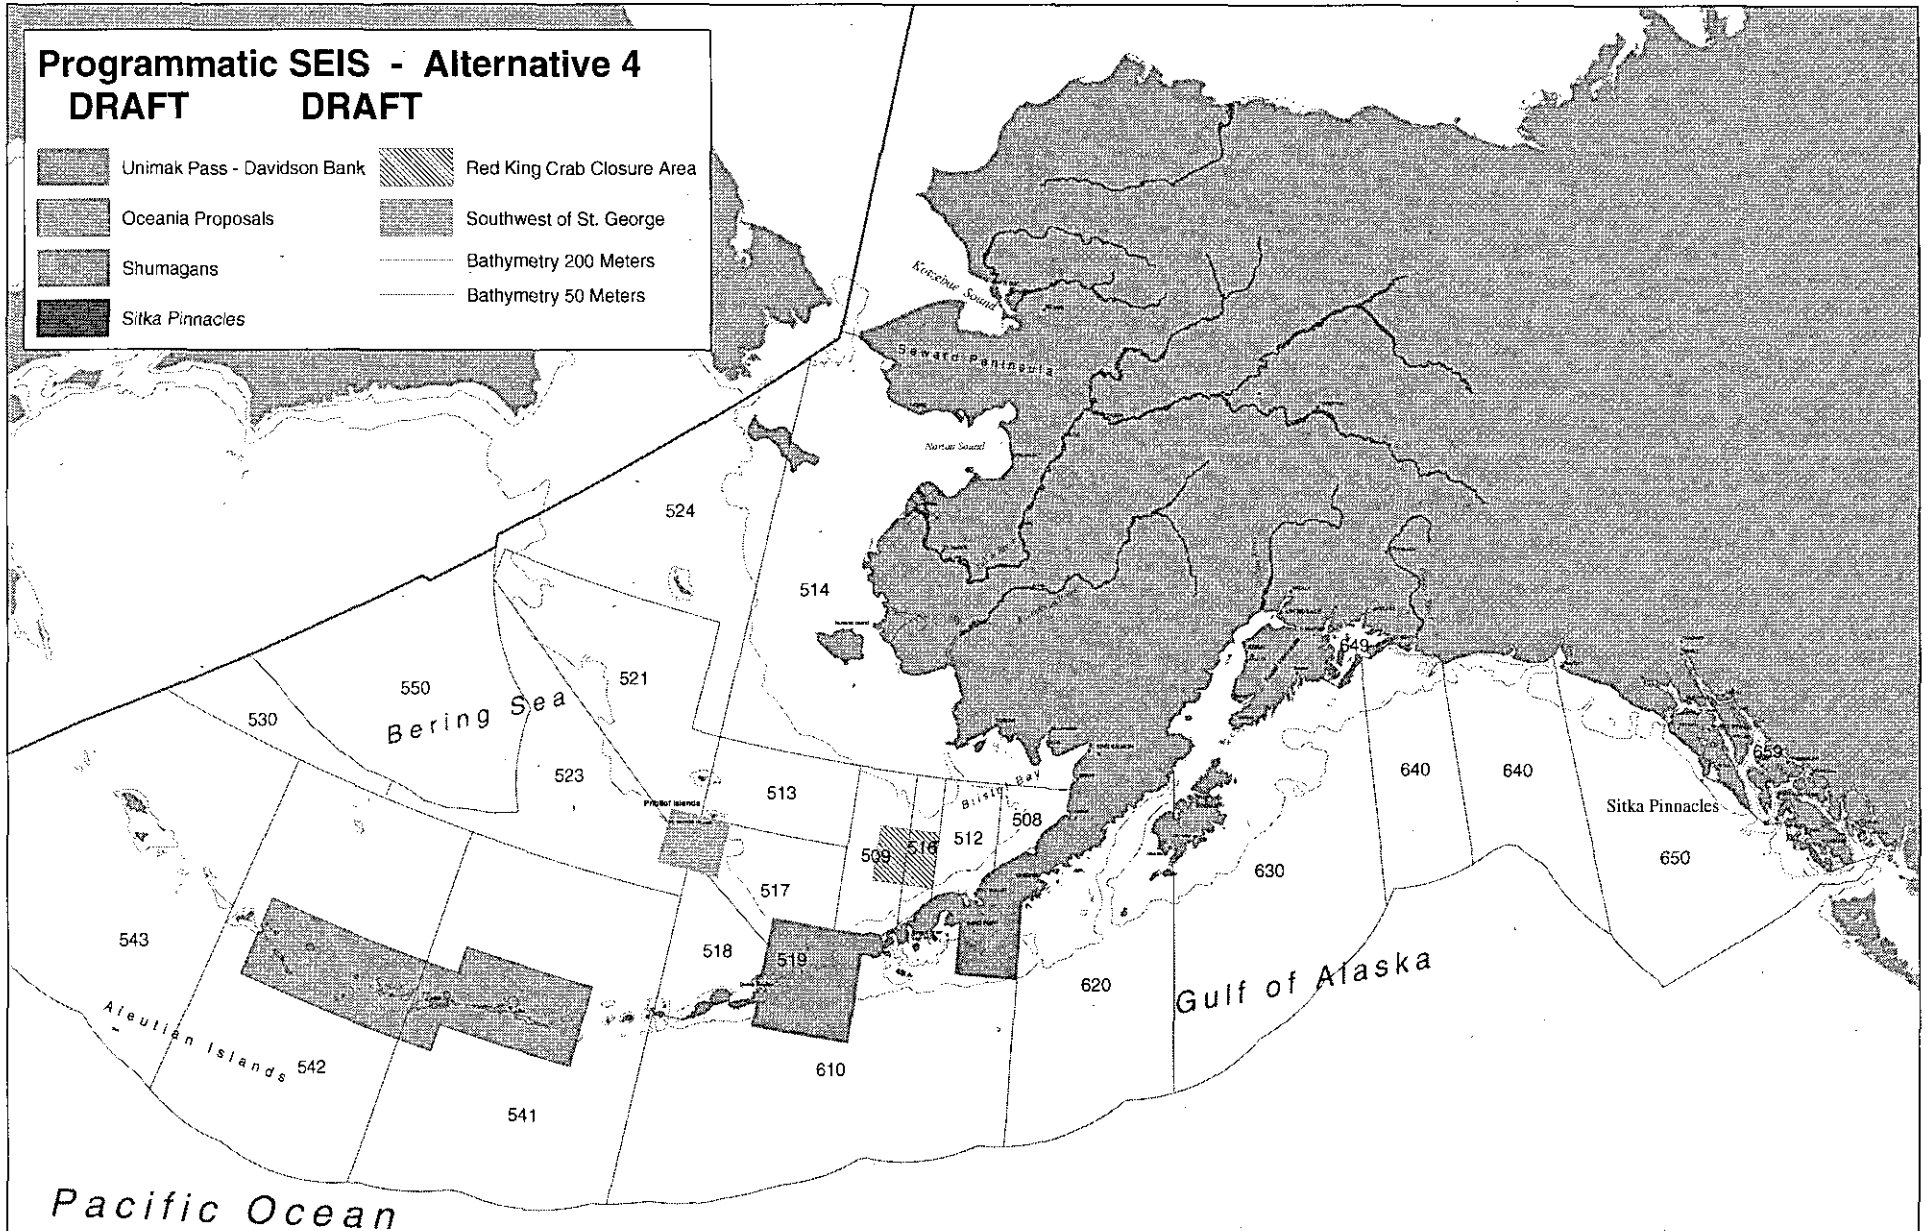 Programmatic SEIS - Alternative 4
DRAFT DRAFT
Unimak Pass - Davidson Bank
Oceania Proposals
Shumagans
Sitka Pinnacles
Red King Crab Closure Area
Southwest of St. George
Bathymetry 200 Meters
Bathymetry 50 Meters
Kotzebue Sound
Seward Peninsula
Norton Sound
524
514
649
521
550
530
Bering Sea
523
659
640
640
513
Bristol Bay
Pribilof Islands
Sitka Pinnacles
508
512
509
516
650
517
630
543
518
519
Gulf of Alaska
620
Aleutian Islands
542
610
541
Pacific Ocean